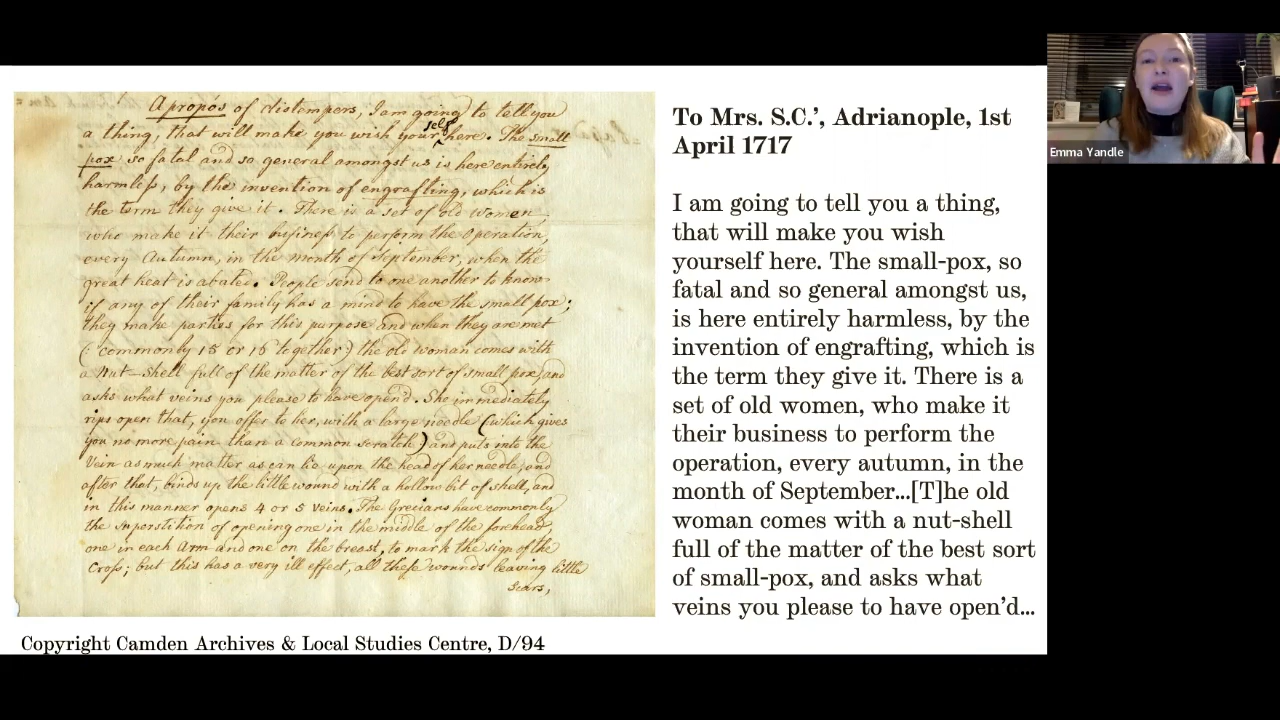 Apropós of distempers, I am going to tell you
a thing, that will make you wish your self here. The small
pox so fatal and so general amongst us is here entirely
harmless, by the invention of engrafting, which is
the term they give it. There is a set of old women
who make it their business to perform the Operation,
every Autumn, in the month of September, when the
great heat is abated. People send to one another to know
if any of their family has a mind to have the small pox;
they make parties for this purpose and when they are met
(: commonly 15 or 16 together) the old woman comes with
a nut-shell full of the matter of the best sort of small pox, and
asks what veins you please to have open'd. She immediately
rips open that, you offer to her, with a large needle (which gives
you no more pain than a common scratch) and puts into the
Vein as much matter as can lie upon the head of her needle, and
after that, binds up the little wound with a hollow bit of shell, and
in this manner opens 4 or 5 veins. The Grecians have commonly
the Superstition of opening one in the middle of the forehead,
one in each Arm and one on the breast, to mark the sign of the
Cross; but this has a very ill effect, all these wounds leaving little
Scars,
Copyright Camden Archives & Local Studies Centre, D/94
To Mrs. S.C.’, Adrianople, 1st
April 1717
I am going to tell you a thing,
that will make you wish
yourself here. The small-pox, so
fatal and so general amongst us,
is here entirely harmless, by the
invention of engrafting, which is
the term they give it. There is a
set of old women, who make it
their business to perform the
operation, every autumn, in the
month of September...[T]he old
woman comes with a nut-shell
full of the matter of the best sort
of small-pox, and asks what
veins you please to have open’d...
Emma Yandle